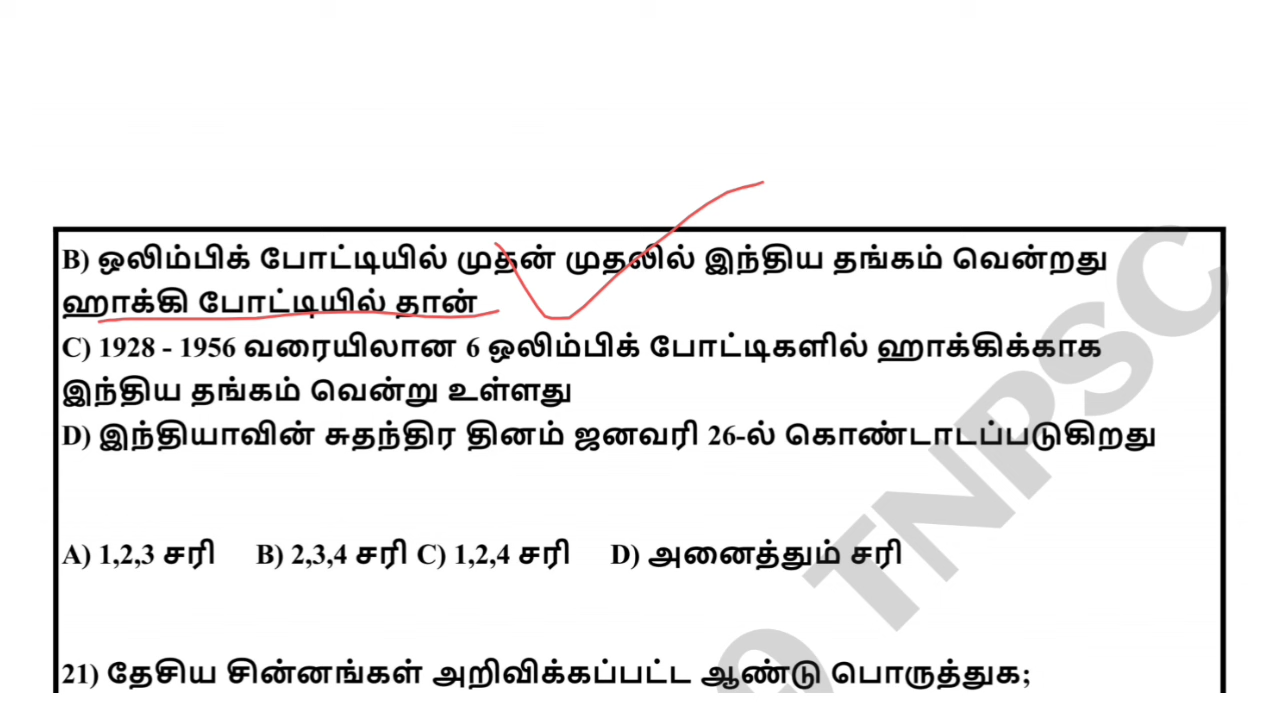 B) ஒலிம்பிக் போட்டியில் முதன் முதலில் இந்திய தங்கம் வென்றது
ஹாக்கி போட்டியில் தான்
C) 1928 - 1956 வரையிலான 6 ஒலிம்பிக் போட்டிகளில் ஹாக்கிக்காக
இந்திய தங்கம் வென்று உள்ளது
D) இந்தியாவின் சுதந்திர தினம் ஜனவரி 26-ல் கொண்டாடப்படுகிறது
A) 1,2,3 சரி B) 2,3,4 சரி C) 1,2,4 சரி D) அனைத்தும் சரி
21) தேசிய சின்னங்கள் அறிவிக்கப்பட்ட ஆண்டு பொருத்துக;
TNPSC